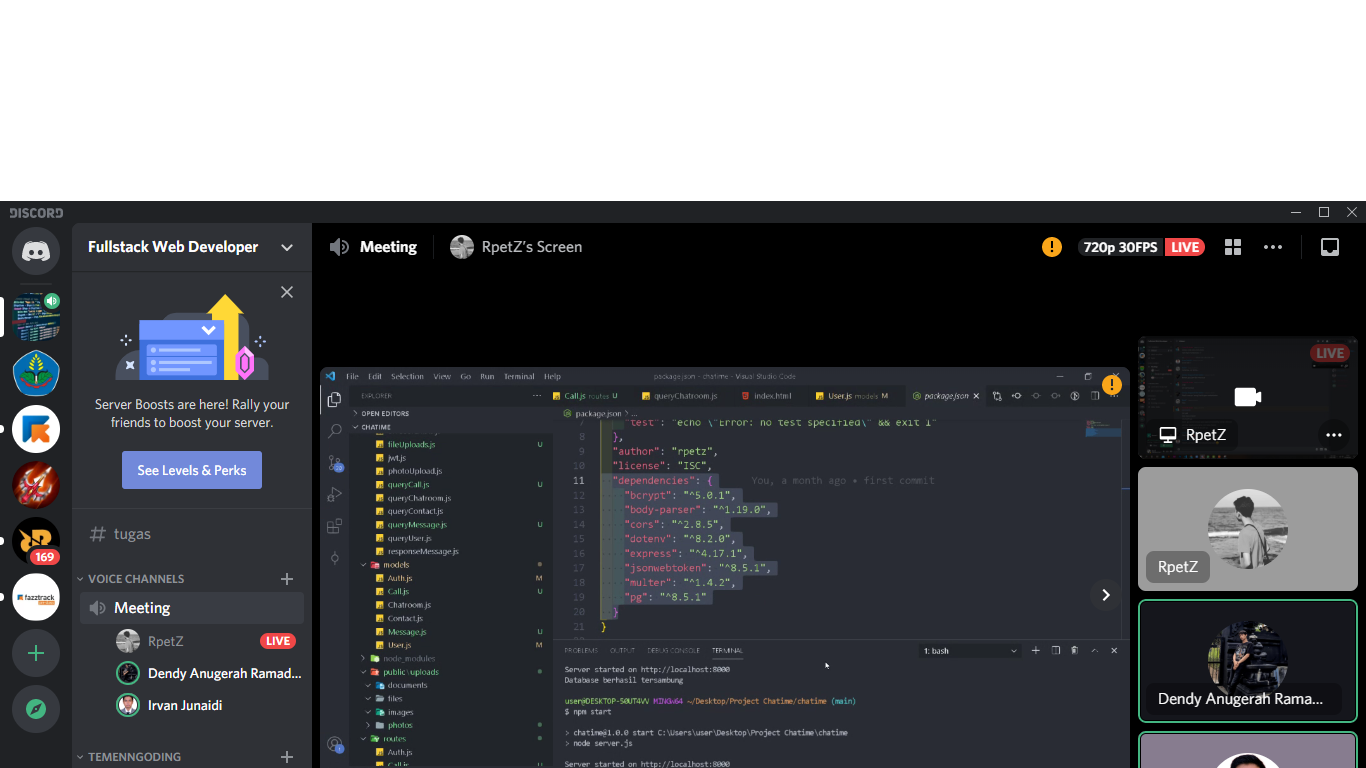 DISCORD
Fullstack Web Developer
Server Boosts are here! Rally your
friends to boost your server.
See Levels & Perks
# tugas
VOICE CHANNELS
Meeting
RpetZ LIVE
Dendy Anugerah Ramad...
Irvan Junaidi
TEMENNGODING
169
fazztrack
Meeting
RpetZ's Screen
720p 30FPS LIVE
File Edit Selection View Go Run Terminal Help
package.json - chatime - Visual Studio Code
EXPLORER
OPEN EDITORS
CHATIME
fileUploads.js U
jwt.js
photoUpload.js
queryCall.js U
queryChatroom.js
queryContact.js
queryMessage.js U
queryUser.js
responseMessage.js
models
Auth.js M
Call.js U
Chatroom.js
Contact.js
Message.js U
User.js M
node_modules
public\uploads
documents
files
images
photos
routes
Auth.js M
Call.js U
Call.js routes U
queryChatroom.js
index.html
User.js models M
package.json
package.json > ...
7 "test": "echo \"Error: no test specified\" && exit 1"
8 },
9 "author": "rpetz",
10 "license": "ISC",
11 "dependencies": { You, a month ago • first commit
12 "bcrypt": "^5.0.1",
13 "body-parser": "^1.19.0",
14 "cors": "^2.8.5",
15 "dotenv": "^8.2.0",
16 "express": "^4.17.1",
17 "jsonwebtoken": "^8.5.1",
18 "multer": "^1.4.2",
19 "pg": "^8.5.1"
20 }
21 }
PROBLEMS OUTPUT DEBUG CONSOLE TERMINAL
1: bash
Server started on http://localhost:8000
Database berhasil tersambung
user@DESKTOP-50UT4VV MINGW64 ~/Desktop/Project Chatime/chatime (main)
$ npm start
> chatime@1.0.0 start C:\Users\user\Desktop\Project Chatime\chatime
> node server.js
Server started on http://localhost:8000
LIVE
RpetZ
RpetZ
Dendy Anugerah Rama...